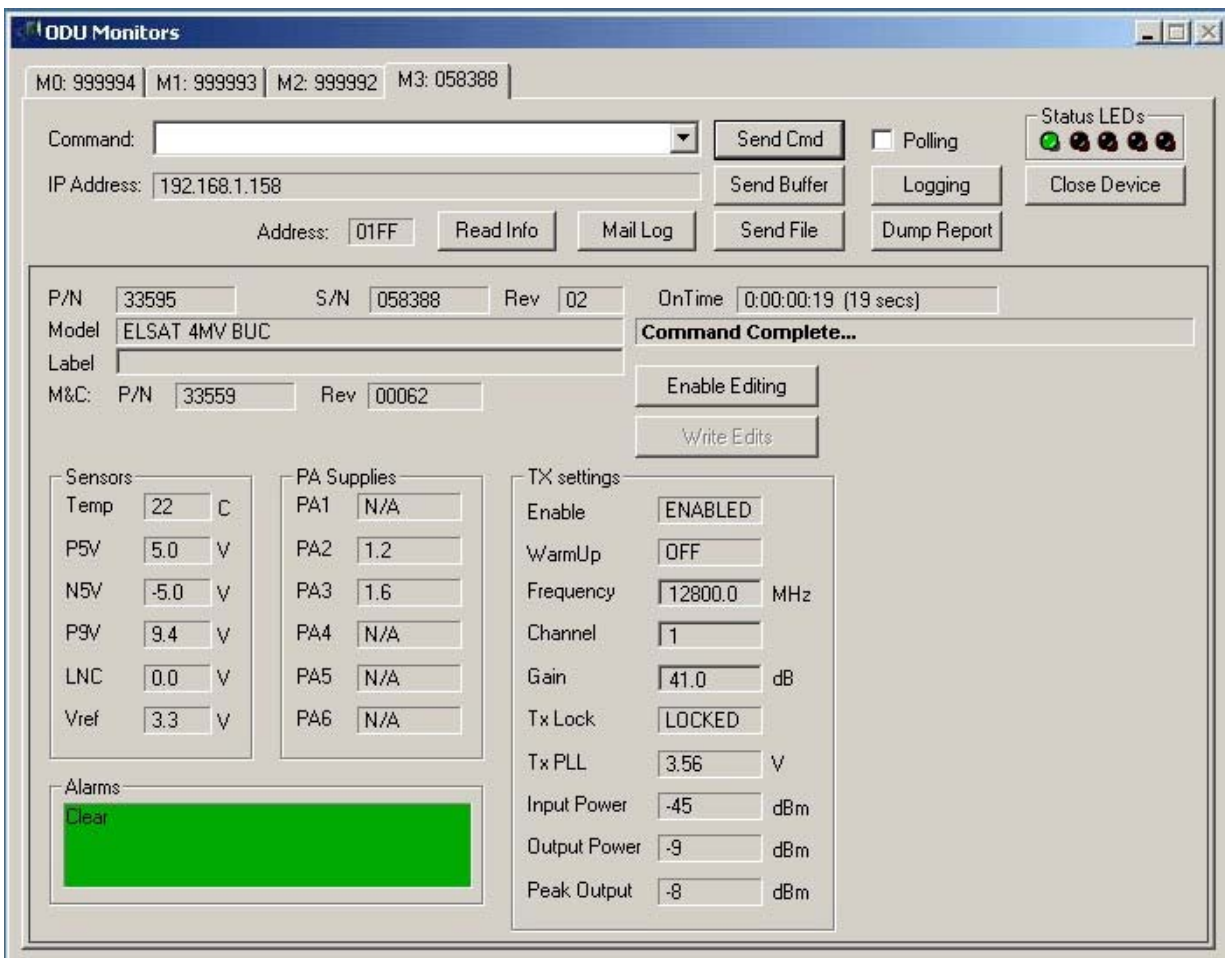 ODU Monitors
M0: 999994 M1: 999993 M2: 999992 M3: 058388
Command: Send Cmd Polling Status LEDs
IP Address: 192.168.1.158 Send Buffer Logging Close Device
Address: 01FF Read Info Mail Log Send File Dump Report
P/N 33595 S/N 058388 Rev 02 OnTime 0:00:00:19 (19 secs)
Model ELSAT 4MV BUC Command Complete...
Label
M&C: P/N 33559 Rev 00062 Enable Editing
Write Edits
Sensors
Temp 22 C
P5V 5.0 V
N5V -5.0 V
P9V 9.4 V
LNC 0.0 V
Vref 3.3 V
PA Supplies
PA1 N/A
PA2 1.2
PA3 1.6
PA4 N/A
PA5 N/A
PA6 N/A
TX settings
Enable ENABLED
WarmUp OFF
Frequency 12800.0 MHz
Channel 1
Gain 41.0 dB
Tx Lock LOCKED
Tx PLL 3.56 V
Input Power -45 dBm
Output Power -9 dBm
Peak Output -8 dBm
Alarms
Clear